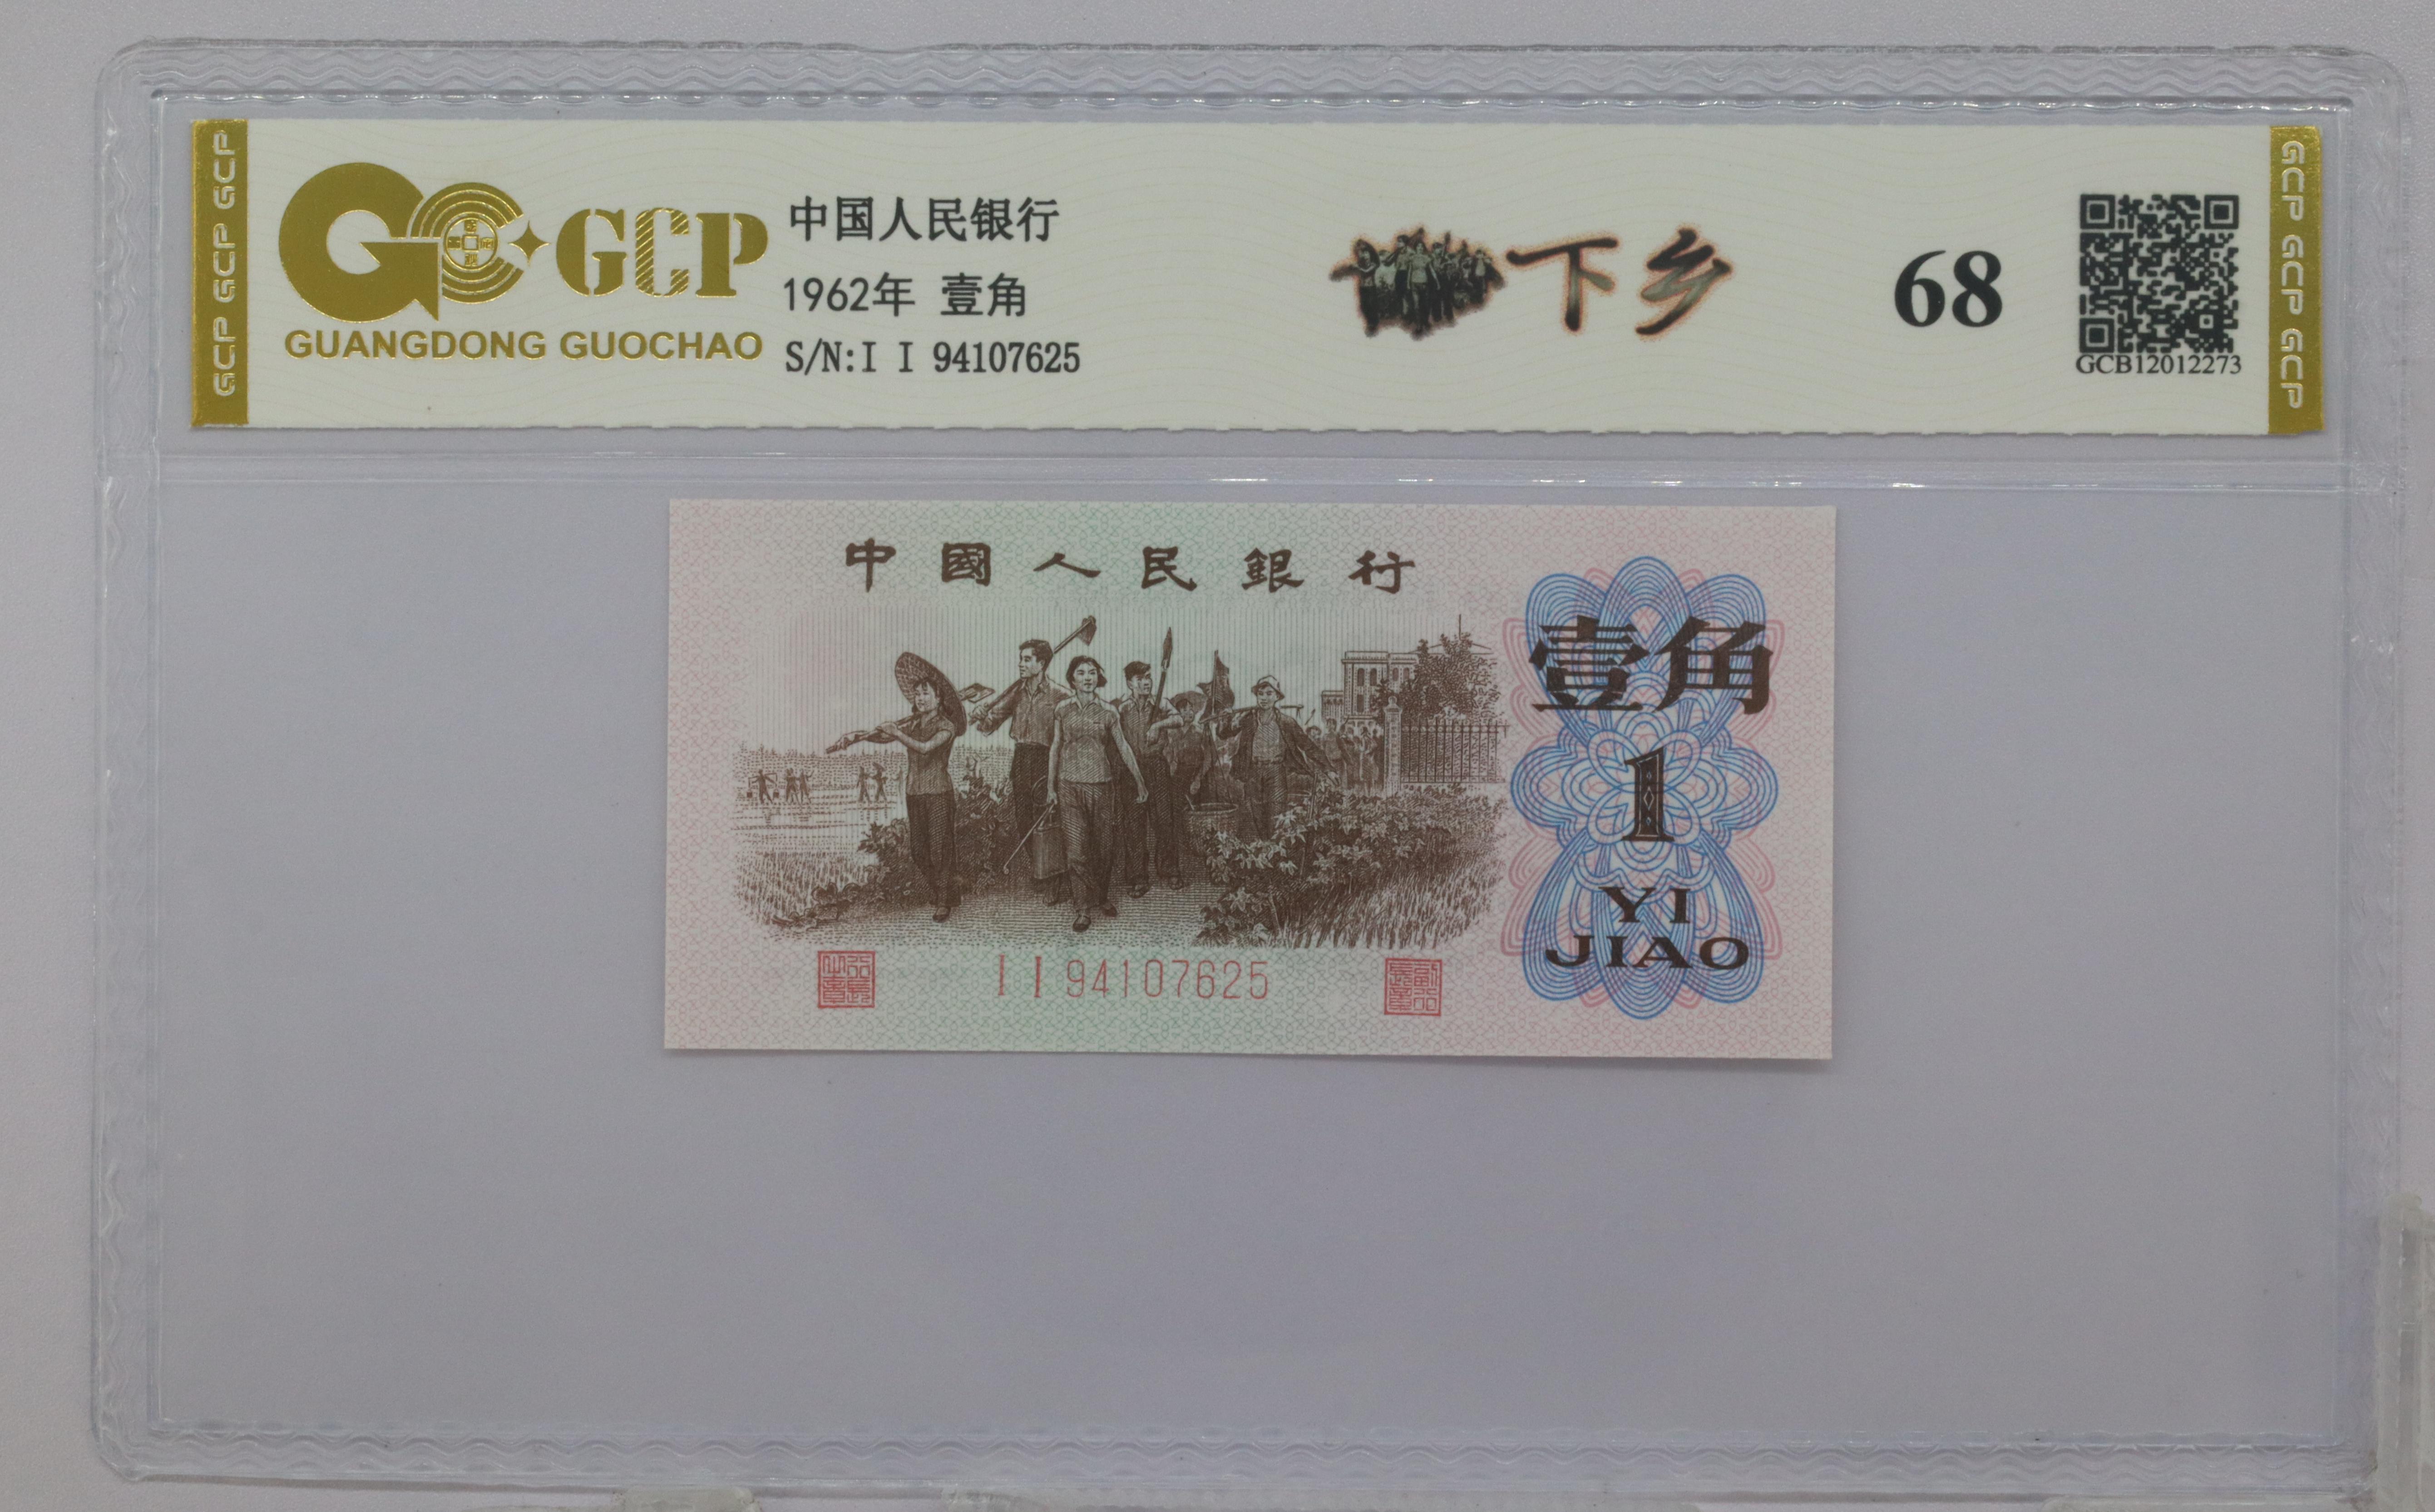 GCP GCP GCP
GCP
GUANGDONG GUOCHAO
中国人民银行
1962年 壹角
S/N:I I 94107625
下乡
68
GCB12012273
GCP GCP GCP
中國人民銀行
壹角
1
YI
JIAO
I I 94107625